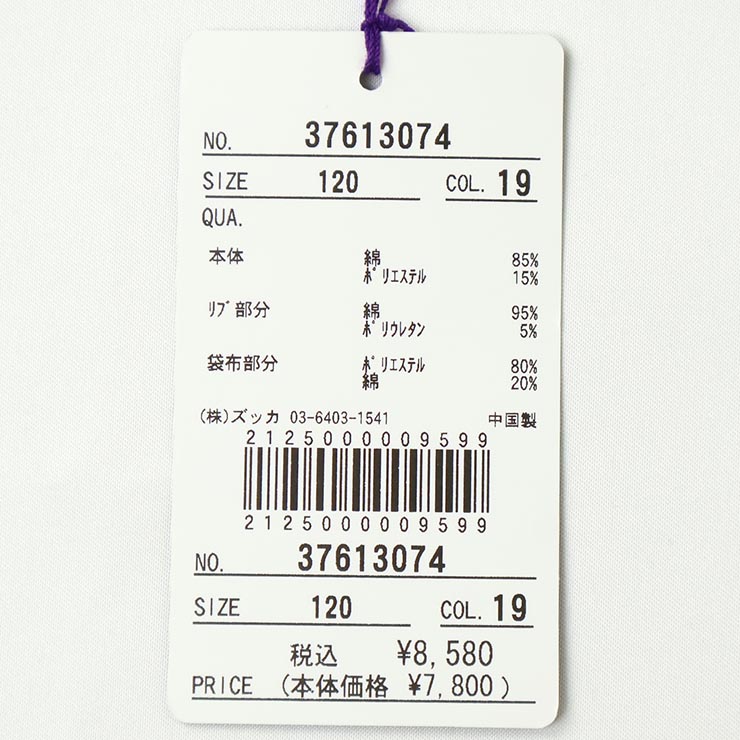 NO. 37613074
SIZE 120 COL. 19
QUA.
本体 綿 85%
ﾎﾟﾘｴｽﾃﾙ 15%
ﾘﾌﾞ部分 綿 95%
ﾎﾟﾘｳﾚﾀﾝ 5%
袋布部分 ﾎﾟﾘｴｽﾃﾙ 80%
綿 20%
(株)ズッカ 03-6403-1541 中国製
2125000009599
2125000009599
NO. 37613074
SIZE 120 COL. 19
税込 ¥8,580
PRICE (本体価格 ¥7,800)